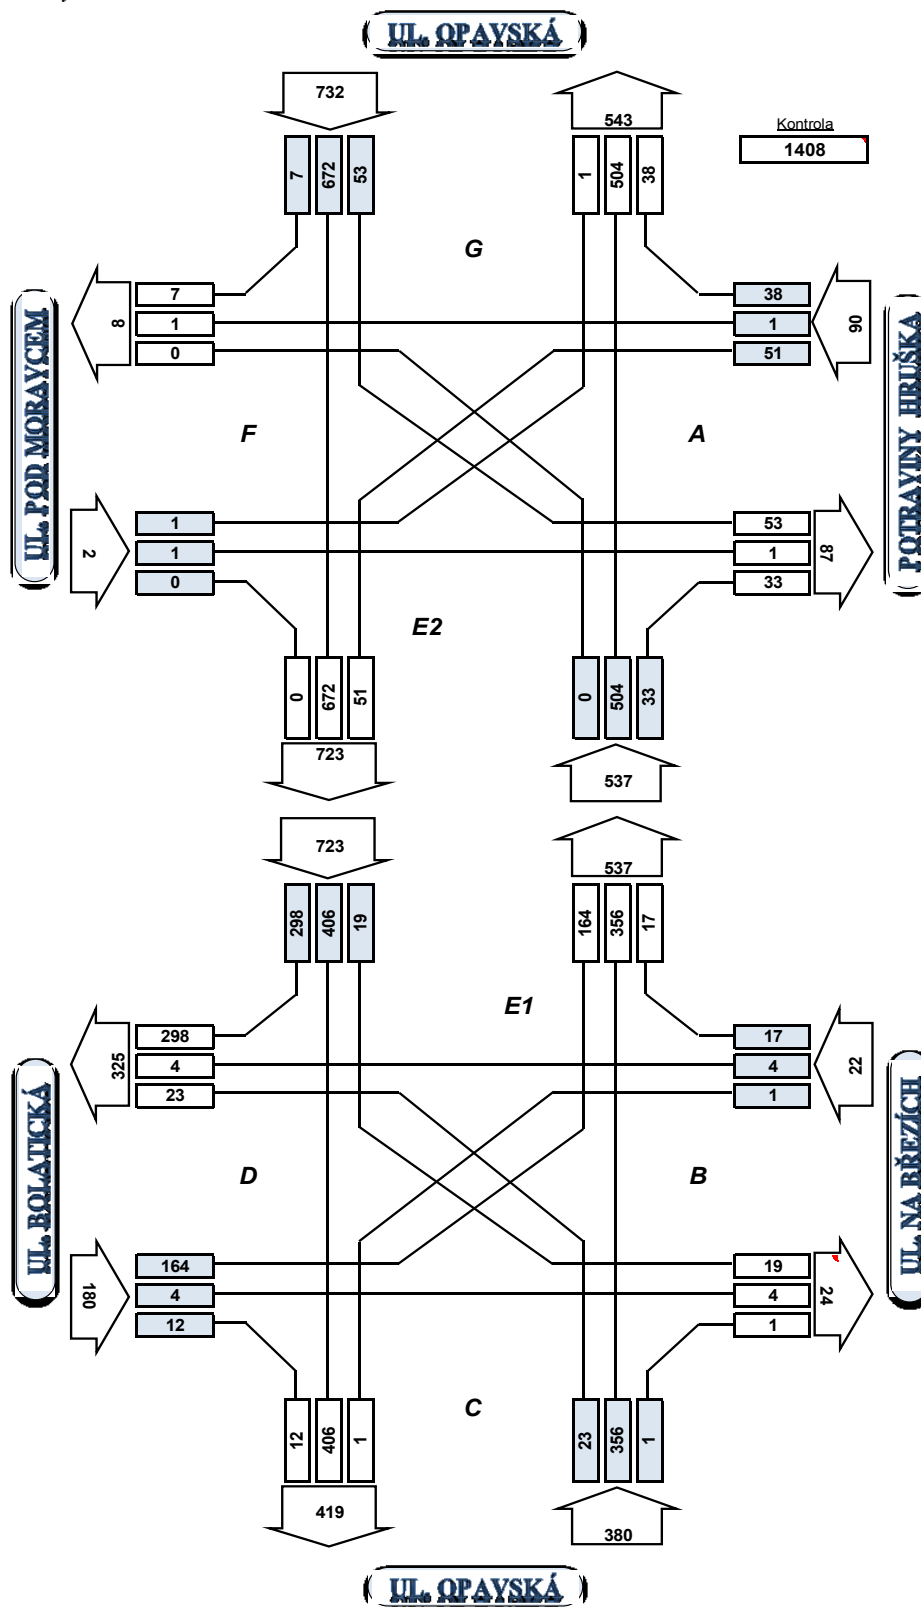 UL. OPAVSKÁ
732
543
Kontrola
1408
7 672 53
1 504 38
G
7
1
0
8
38
1
51
90
UL. POD MORAVCEM
POTRAVINY HRUŠKA
F
A
1
1
0
2
53
1
33
87
E2
0 672 51
0 504 33
723
537
723
537
298 406 19
164 356 17
E1
298
4
23
325
17
4
1
22
UL. BOLATICKÁ
UL. NA BŘEZÍCH
D
B
164
4
12
180
19
4
1
24
C
12 406 1
23 356 1
419
380
UL. OPAVSKÁ